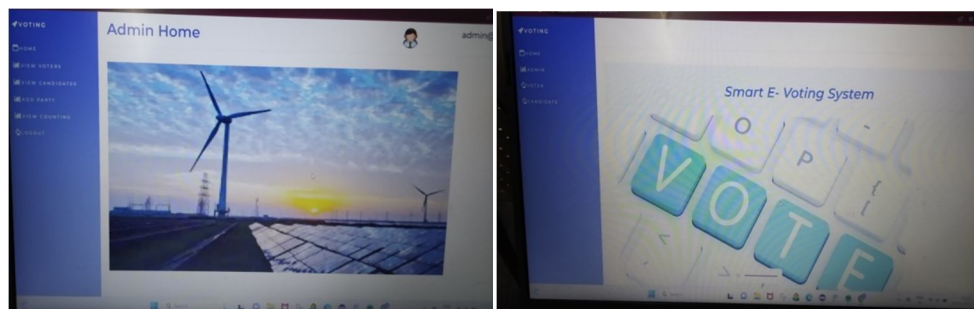 VOTING
HOME
VIEW VOTERS
VIEW CANDIDATES
ADD PARTY
VIEW COUNTING
LOGOUT
Admin Home
admin@
VOTING
HOME
ADMIN
VOTER
CANDIDATE
Smart E- Voting System
O
P
{
[
V
O
T
E
<
,